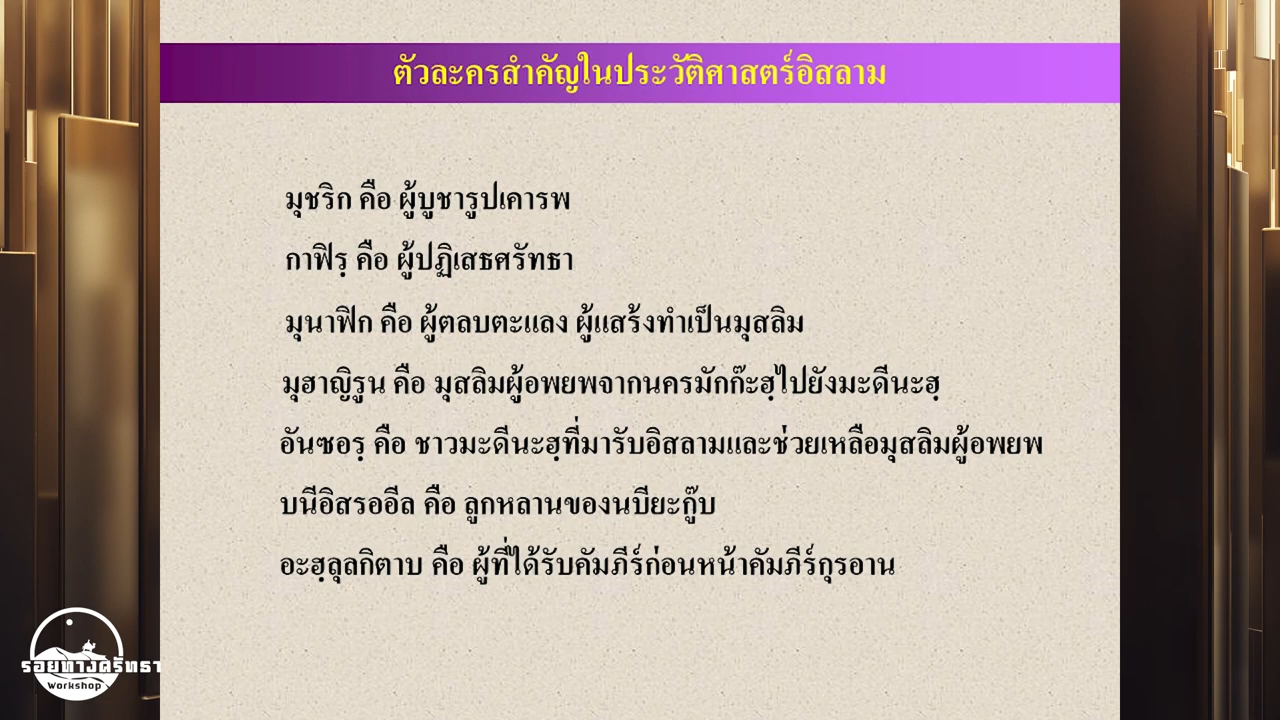 ตัวละครสำคัญในประวัติศาสตร์อิสลาม
มุชริก คือ ผู้บูชารูปเคารพ
กาฟิรฺ คือ ผู้ปฏิเสธศรัทธา
มุนาฟิก คือ ผู้ตลบตะแลง ผู้แสร้งทำเป็นมุสลิม
มุฮาญิรูน คือ มุสลิมผู้อพยพจากนครมักก๊ะฮฺไปยังมะดีนะฮฺ
อันซอรฺ คือ ชาวมะดีนะฮฺที่มารับอิสลามและช่วยเหลือมุสลิมผู้อพยพ
บนีอิสรออีล คือ ลูกหลานของนบียะกู๊บ
อะฮฺลุลกิตาบ คือ ผู้ที่ได้รับคัมภีร์ก่อนหน้าคัมภีร์กุรอาน
รอยทางศรัทธา
Workshop